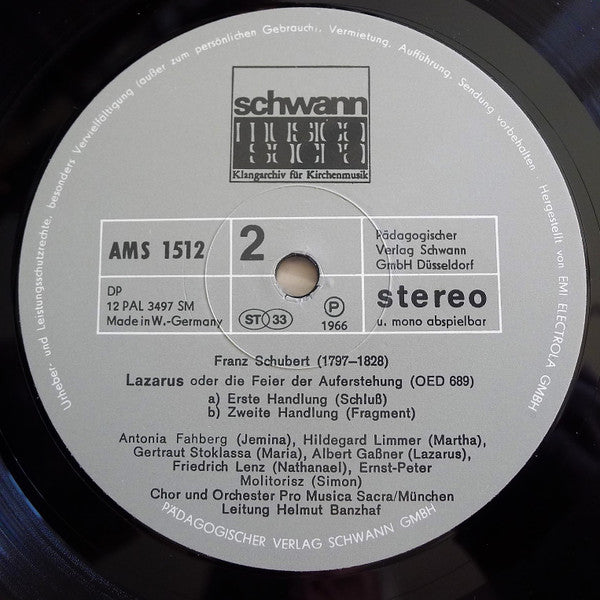 Urheber- und Leistungsschutzrechte, besonders Vervielfältigung (außer zum persönlichen Gebrauch), Vermietung, Aufführung, Sendung vorbehalten. Hergestellt von EMI ELECTROLA GMBH
schwann
musica
sacra
Klangarchiv für Kirchenmusik
AMS 1512
2
Pädagogischer
Verlag Schwann
GmbH Düsseldorf
DP
12 PAL 3497 SM
Made in W.-Germany
ST 33
P
1966
stereo
u. mono abspielbar
Franz Schubert (1797–1828)
Lazarus oder die Feier der Auferstehung (OED 689)
a) Erste Handlung (Schluß)
b) Zweite Handlung (Fragment)
Antonia Fahberg (Jemina), Hildegard Limmer (Martha),
Gertraut Stoklassa (Maria), Albert Gaßner (Lazarus),
Friedrich Lenz (Nathanael), Ernst-Peter
Molitorisz (Simon)
Chor und Orchester Pro Musica Sacra/München
Leitung Helmut Banzhaf
PÄDAGOGISCHER VERLAG SCHWANN GMBH